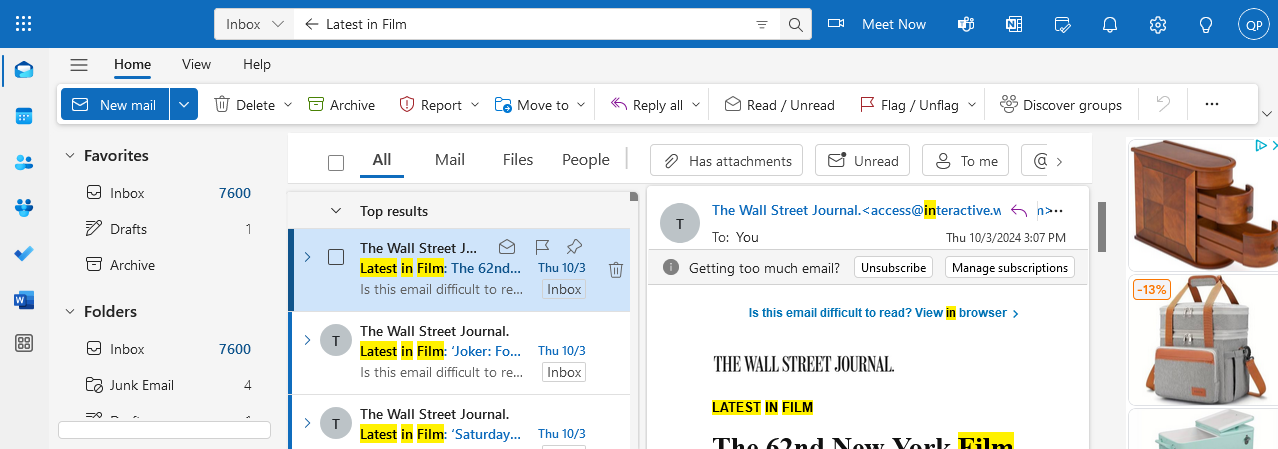 Inbox
Latest in Film
Meet Now
QP
Home
View
Help
New mail
Delete
Archive
Report
Move to
Reply all
Read / Unread
Flag / Unflag
Discover groups
Favorites
Inbox 7600
Drafts 1
Archive
Folders
Inbox 7600
Junk Email 4
All
Mail
Files
People
Has attachments
Unread
To me
@
Top results
The Wall Street J...
Latest in Film: The 62nd... Thu 10/3
Is this email difficult to re... Inbox
T
The Wall Street Journal.
Latest in Film: ‘Joker: Fo... Thu 10/3
Is this email difficult to re... Inbox
T
The Wall Street Journal.
Latest in Film: ‘Saturday... Thu 10/3
T
The Wall Street Journal.<access@interactive.w m>
To: You
Thu 10/3/2024 3:07 PM
Getting too much email?
Unsubscribe
Manage subscriptions
Is this email difficult to read? View in browser
THE WALL STREET JOURNAL.
LATEST IN FILM
The 62nd New York Film
-13%